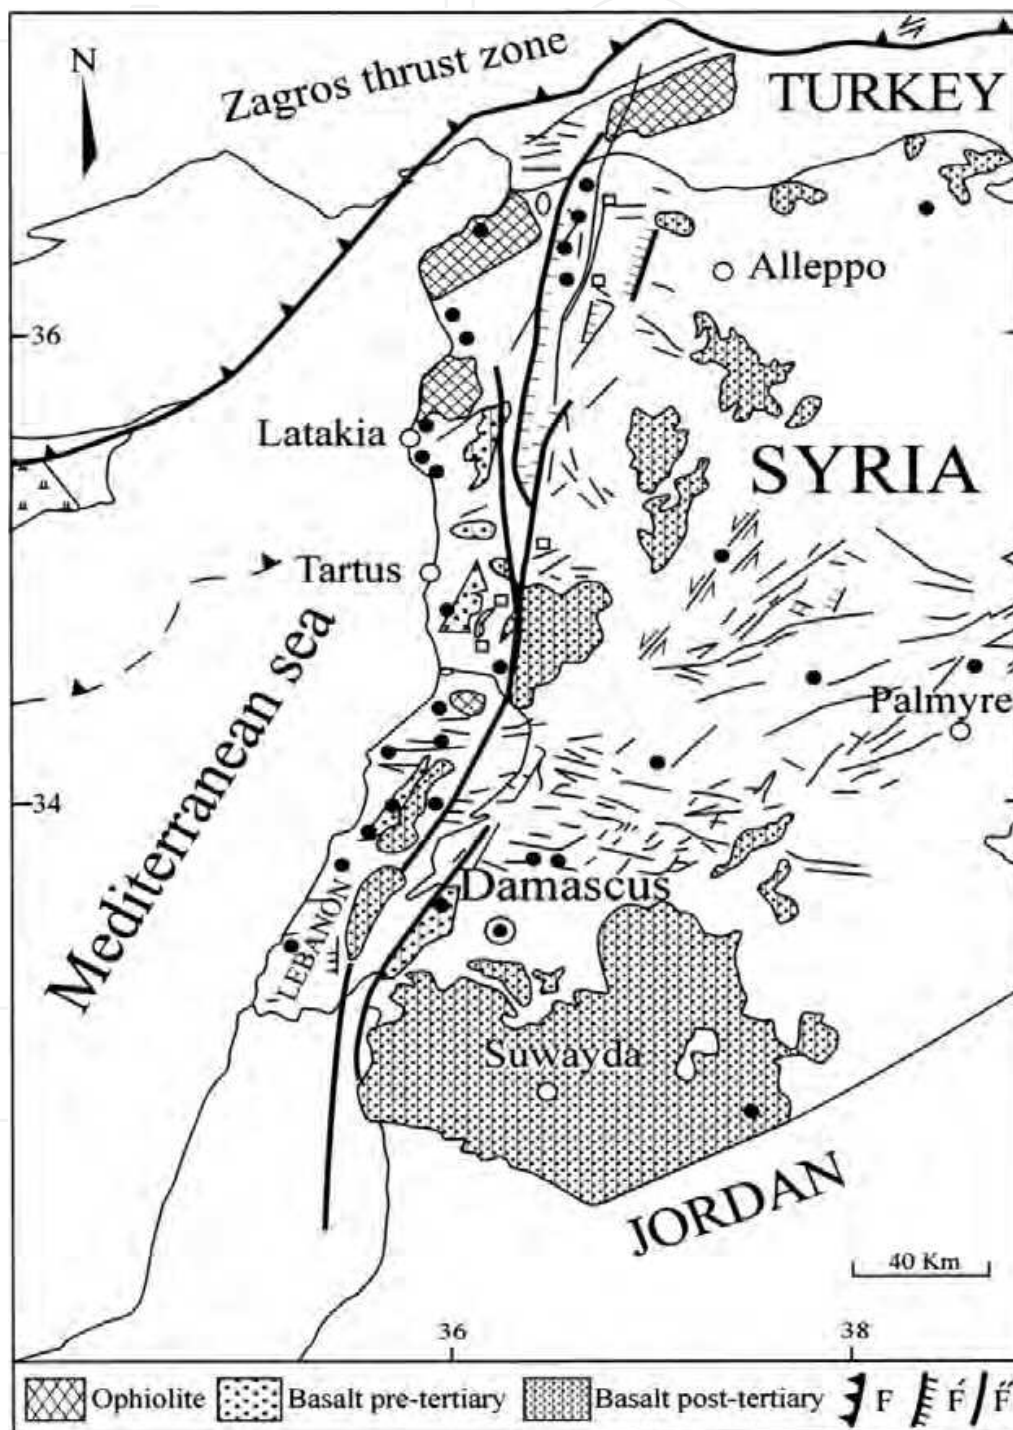 Zagros thrust zone
N
TURKEY
Alleppo
36
Latakia
SYRIA
Tartus
Mediterranean sea
Palmyre
34
Damascus
LEBANON
Suwayda
JORDAN
40 Km
36 38
Ophiolite Basalt pre-tertiary Basalt post-tertiary F F́ F̋